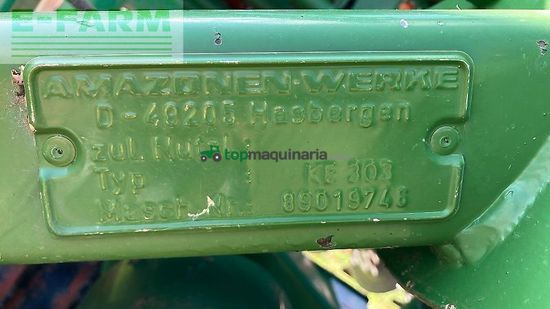 E-FARM
AMAZONEN-WERKE
D-49205 Hasbergen
zul. Nutzl.:
topmaquinaria
Typ : KE 303
Masch.Nr.: 89019746